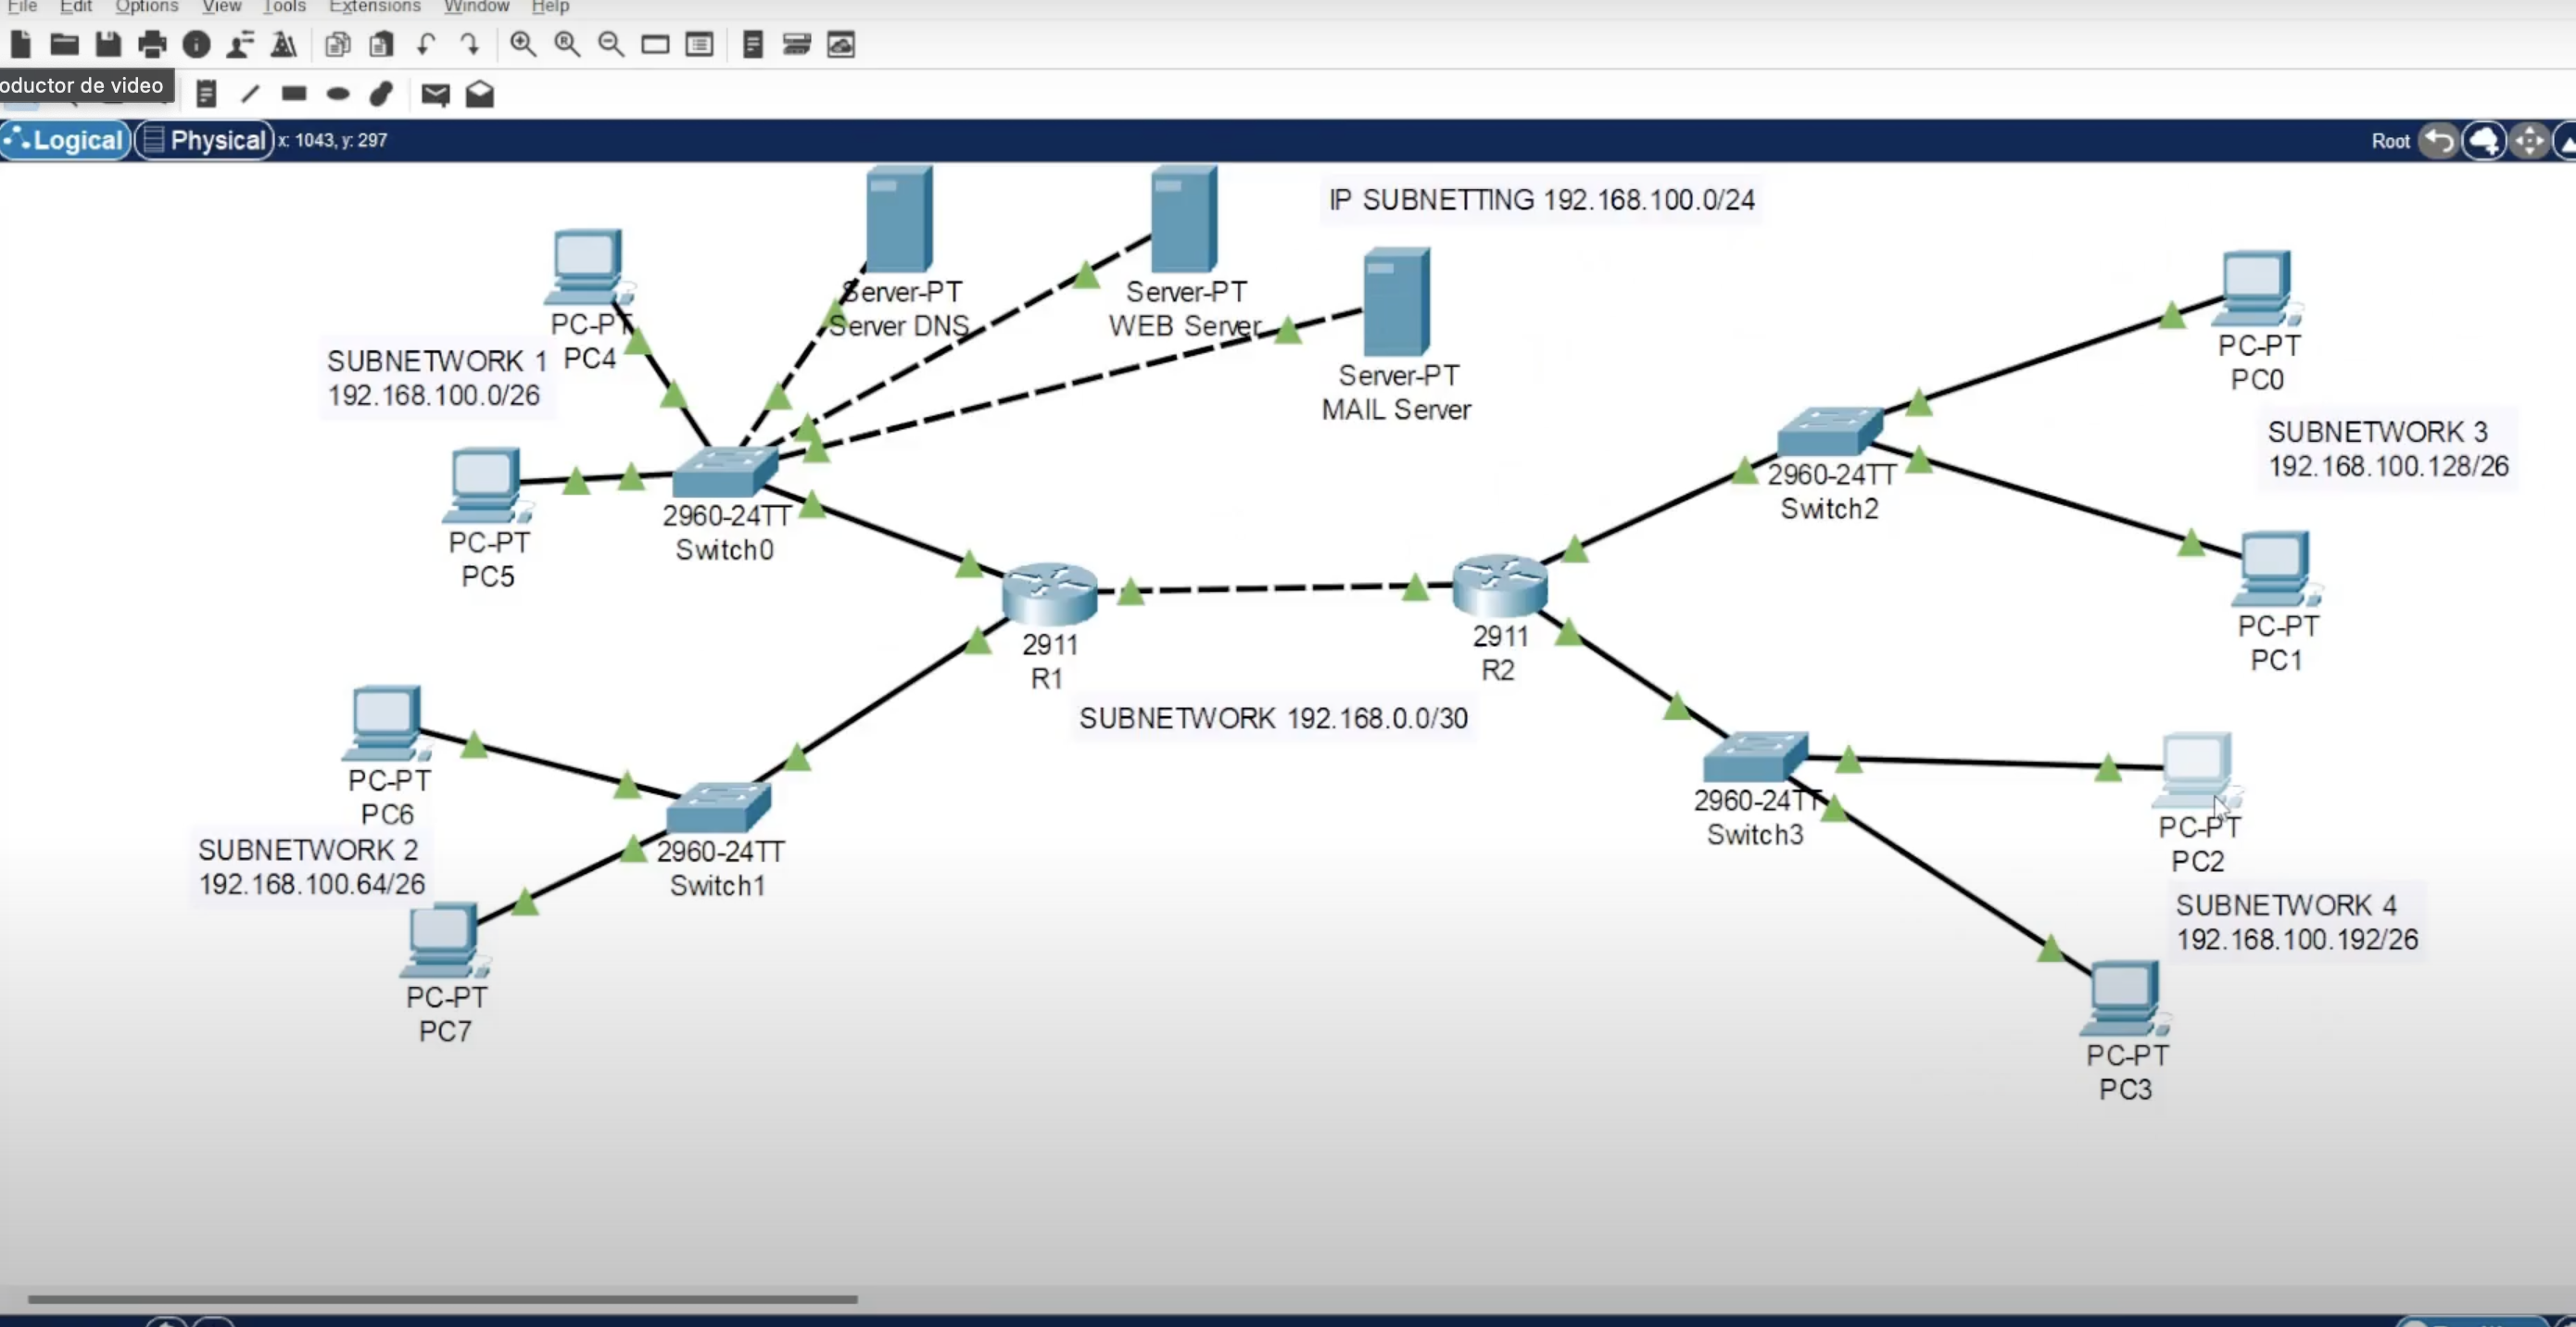 File Edit Options View Tools Extensions Window Help
oductor de video
Logical
Physical
x: 1043, y: 297
Root
IP SUBNETTING 192.168.100.0/24
Server-PT
Server DNS
Server-PT
WEB Server
Server-PT
MAIL Server
PC-PT
PC4
SUBNETWORK 1
192.168.100.0/26
PC-PT
PC5
2960-24TT
Switch0
PC-PT
PC0
SUBNETWORK 3
192.168.100.128/26
2960-24TT
Switch2
PC-PT
PC1
2911
R1
2911
R2
SUBNETWORK 192.168.0.0/30
PC-PT
PC6
SUBNETWORK 2
192.168.100.64/26
2960-24TT
Switch1
PC-PT
PC7
2960-24TT
Switch3
PC-PT
PC2
SUBNETWORK 4
192.168.100.192/26
PC-PT
PC3